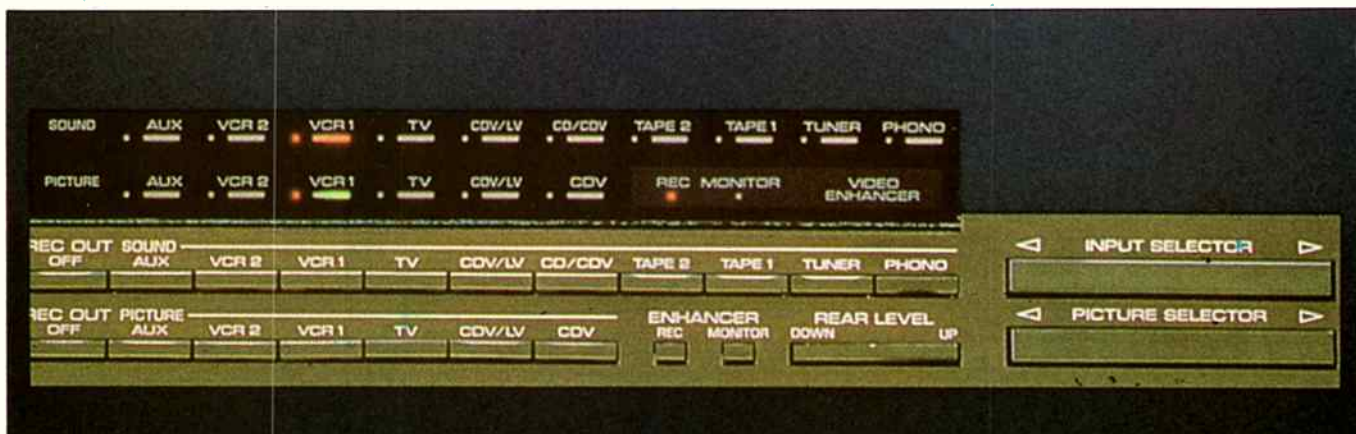 SOUND AUX VCR 2 VCR 1 TV CDV/LV CD/CDV TAPE 2 TAPE 1 TUNER PHONO
PICTURE AUX VCR 2 VCR 1 TV CDV/LV CDV REC MONITOR VIDEO
ENHANCER
REC OUT SOUND
OFF AUX VCR 2 VCR 1 TV CDV/LV CD/CDV TAPE 2 TAPE 1 TUNER PHONO
INPUT SELECTOR
REC OUT PICTURE
OFF AUX VCR 2 VCR 1 TV CDV/LV CDV
ENHANCER
REC MONITOR
REAR LEVEL
DOWN UP
PICTURE SELECTOR